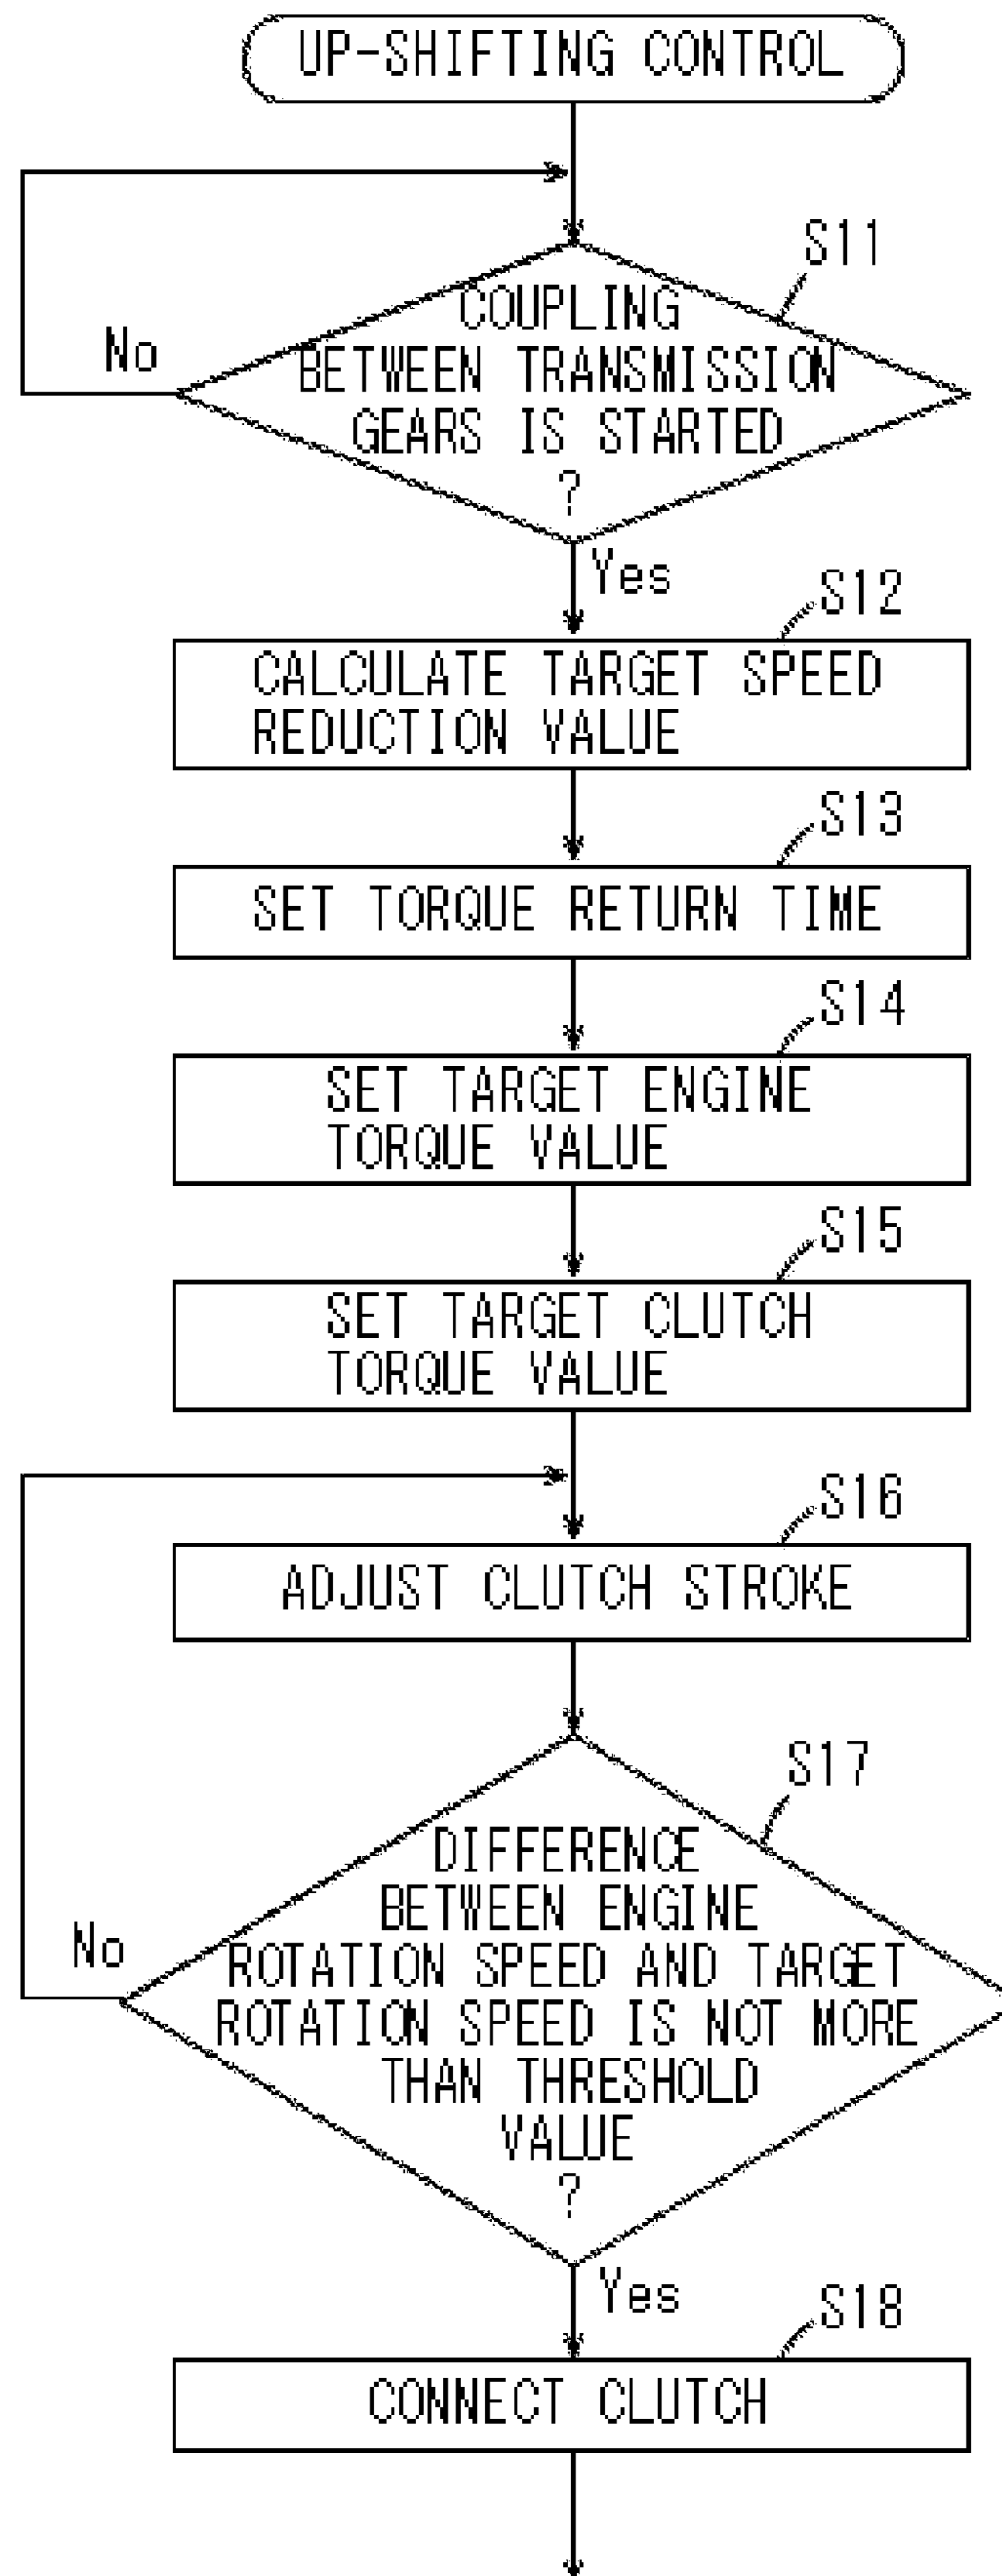 UP-SHIFTING CONTROL
S11
COUPLING
BETWEEN TRANSMISSION
GEARS IS STARTED
?
No
Yes
S12
CALCULATE TARGET SPEED
REDUCTION VALUE
S13
SET TORQUE RETURN TIME
S14
SET TARGET ENGINE
TORQUE VALUE
S15
SET TARGET CLUTCH
TORQUE VALUE
S16
ADJUST CLUTCH STROKE
S17
DIFFERENCE
BETWEEN ENGINE
ROTATION SPEED AND TARGET
ROTATION SPEED IS NOT MORE
THAN THRESHOLD
VALUE
?
No
Yes
S18
CONNECT CLUTCH